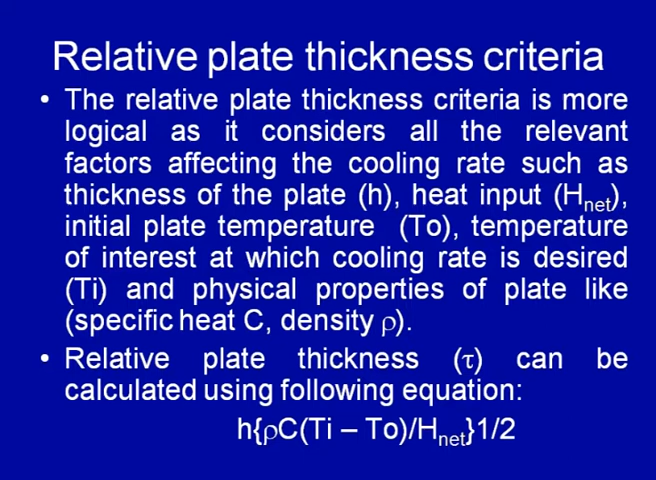 Relative plate thickness criteria
• The relative plate thickness criteria is more
logical as it considers all the relevant
factors affecting the cooling rate such as
thickness of the plate (h), heat input (Hnet),
initial plate temperature (To), temperature
of interest at which cooling rate is desired
(Ti) and physical properties of plate like
(specific heat C, density ρ).
• Relative plate thickness (τ) can be
calculated using following equation:
h{ρC(Ti – To)/Hnet}1/2